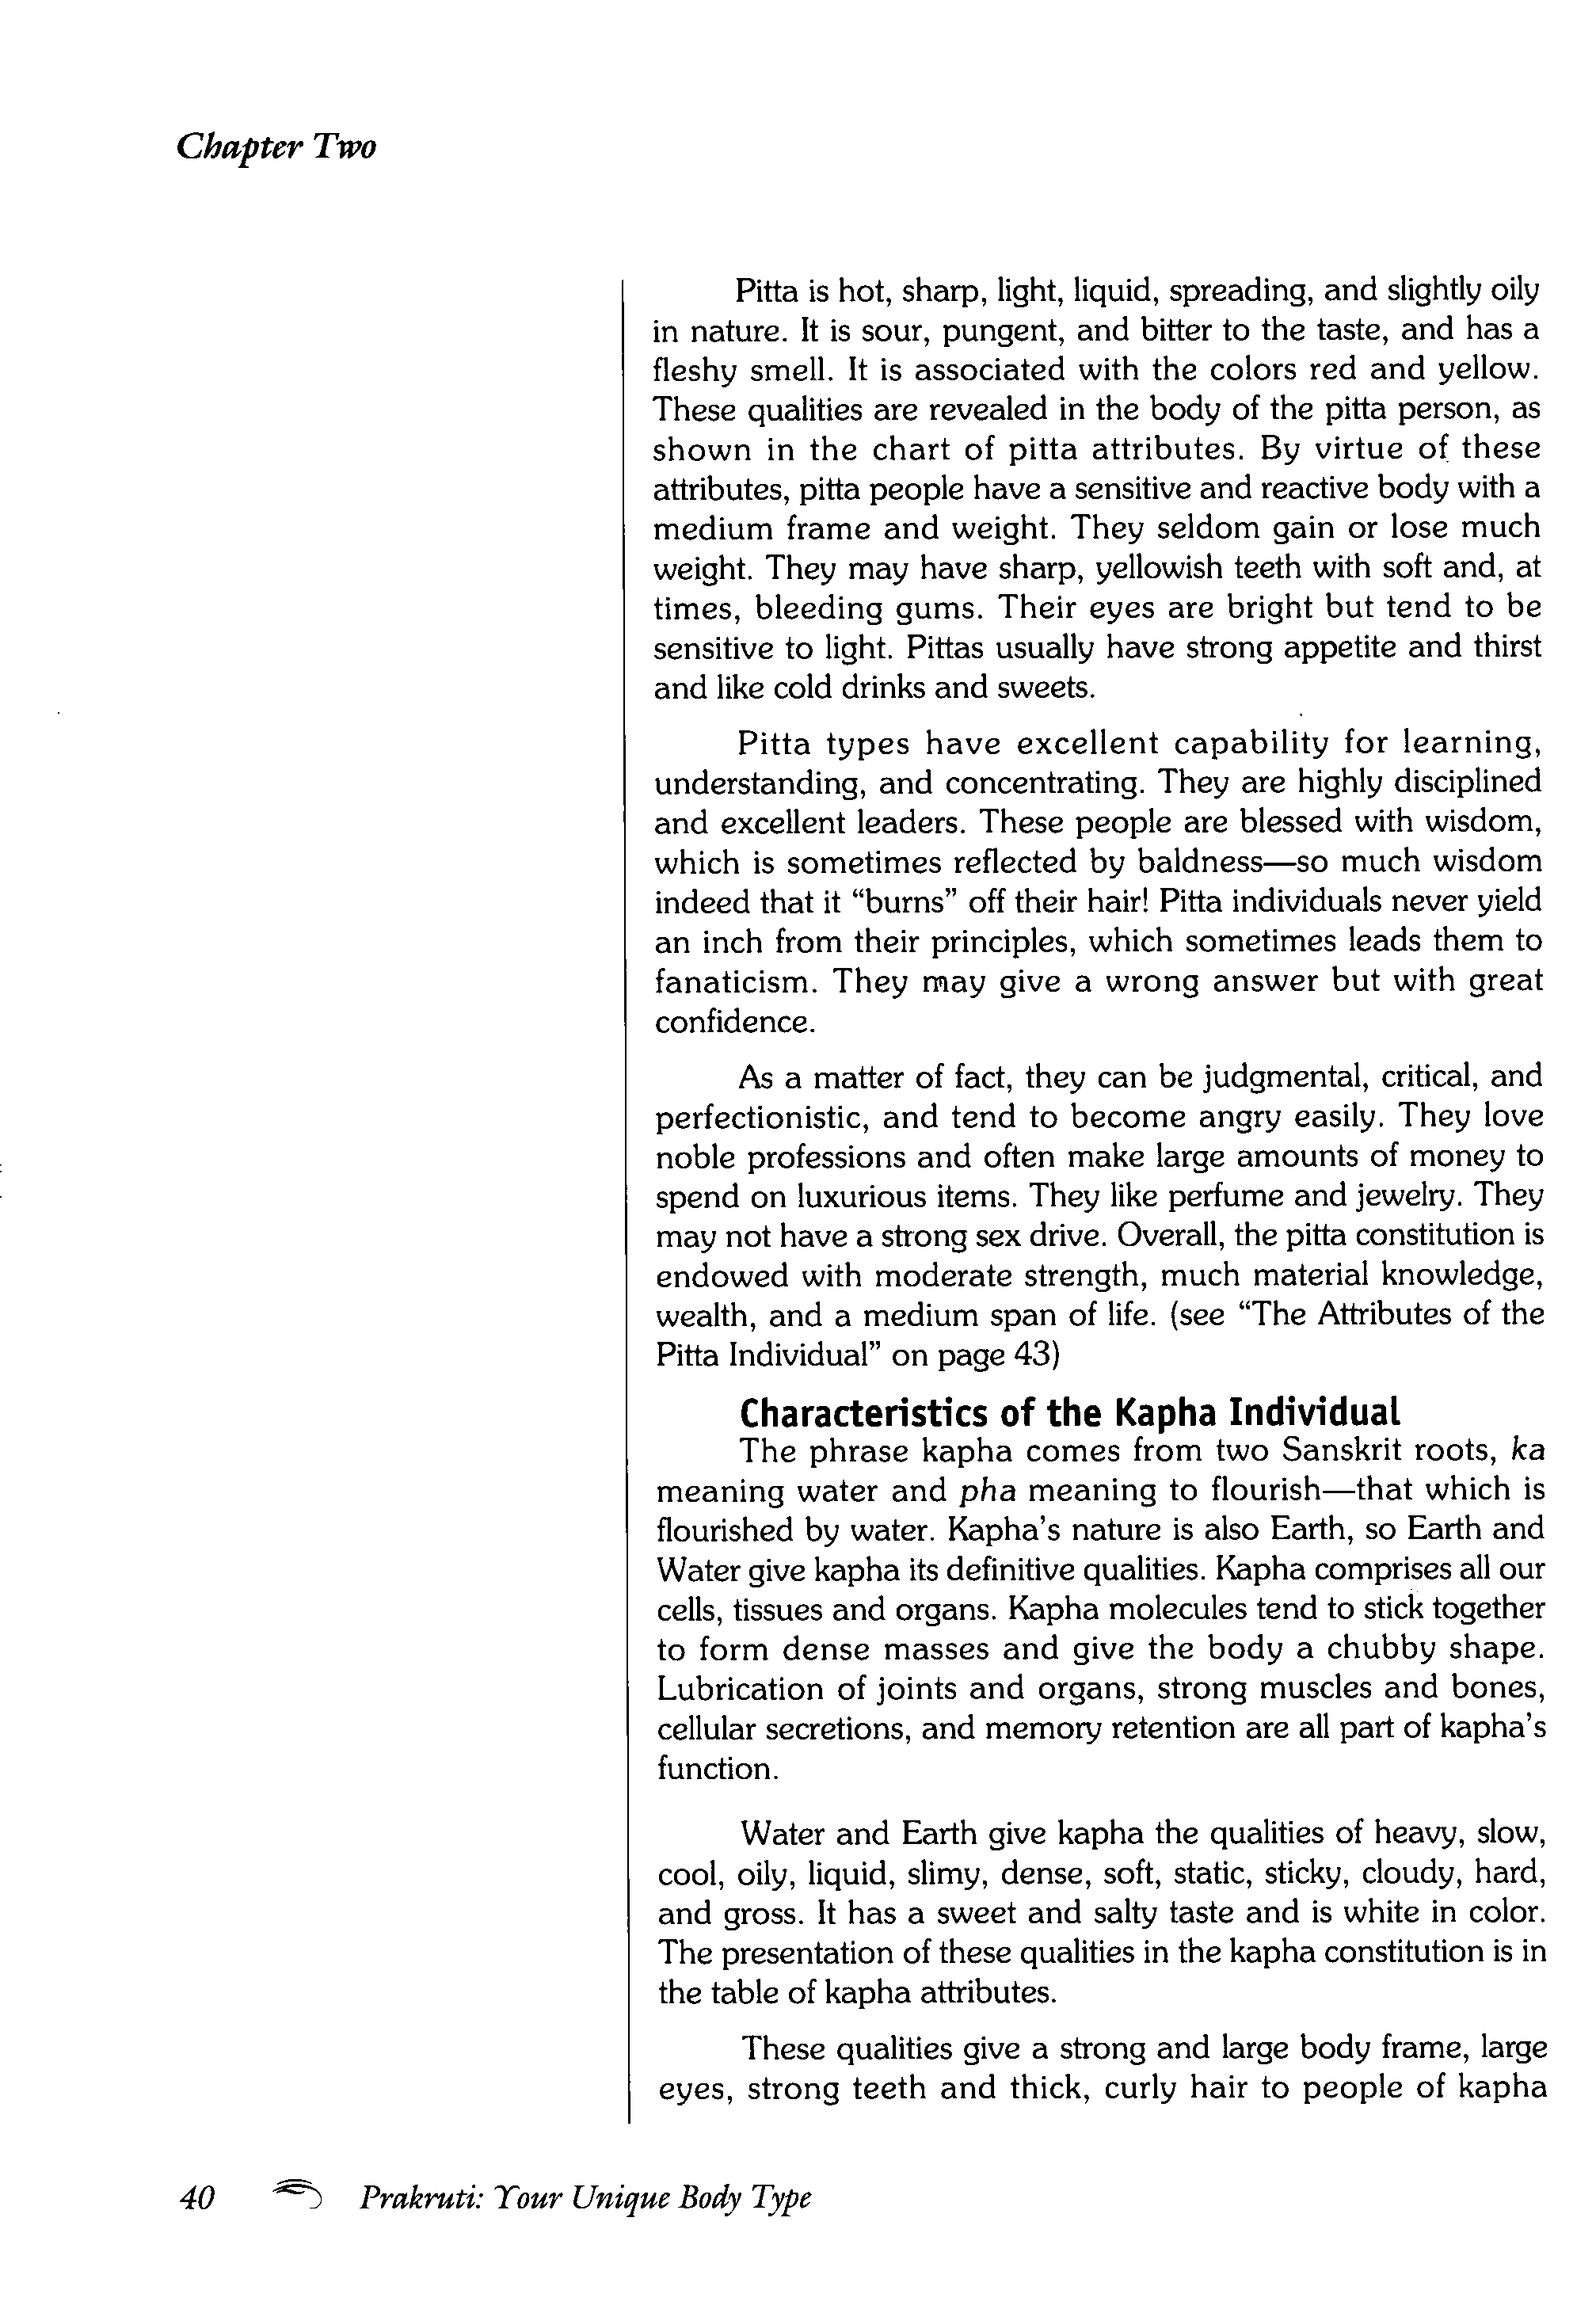 Chapter Two
Pitta is hot, sharp, light, liquid, spreading, and slightly oily
in nature. It is sour, pungent, and bitter to the taste, and has a
fleshy smell. It is associated with the colors red and yellow.
These qualities are revealed in the body of the pitta person, as
shown in the chart of pitta attributes. By virtue of these
attributes, pitta people have a sensitive and reactive body with a
medium frame and weight. They seldom gain or lose much
weight. They may have sharp, yellowish teeth with soft and, at
times, bleeding gums. Their eyes are bright but tend to be
sensitive to light. Pittas usually have strong appetite and thirst
and like cold drinks and sweets.
Pitta types have excellent capability for learning,
understanding, and concentrating. They are highly disciplined
and excellent leaders. These people are blessed with wisdom,
which is sometimes reflected by baldness—so much wisdom
indeed that it “burns” off their hair! Pitta individuals never yield
an inch from their principles, which sometimes leads them to
fanaticism. They may give a wrong answer but with great
confidence.
As a matter of fact, they can be judgmental, critical, and
perfectionistic, and tend to become angry easily. They love
noble professions and often make large amounts of money to
spend on luxurious items. They like perfume and jewelry. They
may not have a strong sex drive. Overall, the pitta constitution is
endowed with moderate strength, much material knowledge,
wealth, and a medium span of life. (see “The Attributes of the
Pitta Individual” on page 43)
Characteristics of the Kapha Individual
The phrase kapha comes from two Sanskrit roots, ka
meaning water and pha meaning to flourish—that which is
flourished by water. Kapha’s nature is also Earth, so Earth and
Water give kapha its definitive qualities. Kapha comprises all our
cells, tissues and organs. Kapha molecules tend to stick together
to form dense masses and give the body a chubby shape.
Lubrication of joints and organs, strong muscles and bones,
cellular secretions, and memory retention are all part of kapha’s
function.
Water and Earth give kapha the qualities of heavy, slow,
cool, oily, liquid, slimy, dense, soft, static, sticky, cloudy, hard,
and gross. It has a sweet and salty taste and is white in color.
The presentation of these qualities in the kapha constitution is in
the table of kapha attributes.
These qualities give a strong and large body frame, large
eyes, strong teeth and thick, curly hair to people of kapha
40 Prakruti: Your Unique Body Type